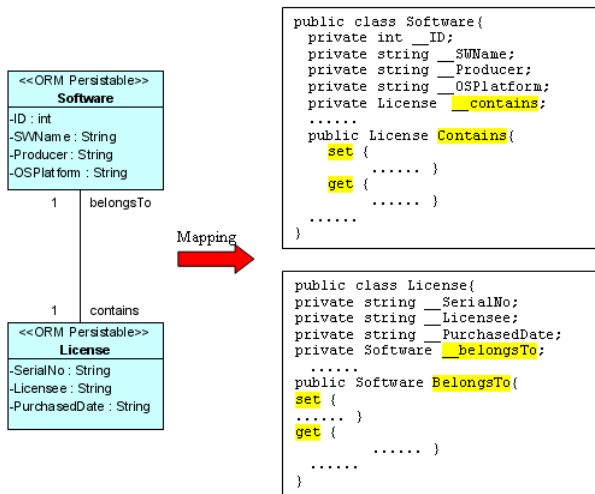 <<ORM Persistable>>
Software
-ID : int
-SWName : String
-Producer : String
-OSPlatform : String
1 belongsTo
1 contains
<<ORM Persistable>>
License
-SerialNo : String
-Licensee : String
-PurchasedDate : String
Mapping
public class Software{
private int __ID;
private string __SWName;
private string __Producer;
private string __OSPlatform;
private License __contains;
......
public License Contains{
set {
...... }
get {
...... }
......
}
public class License{
private string __SerialNo;
private string __Licensee;
private string __PurchasedDate;
private Software __belongsTo;
......
public Software BelongsTo{
set {
...... }
get {
...... }
......
}